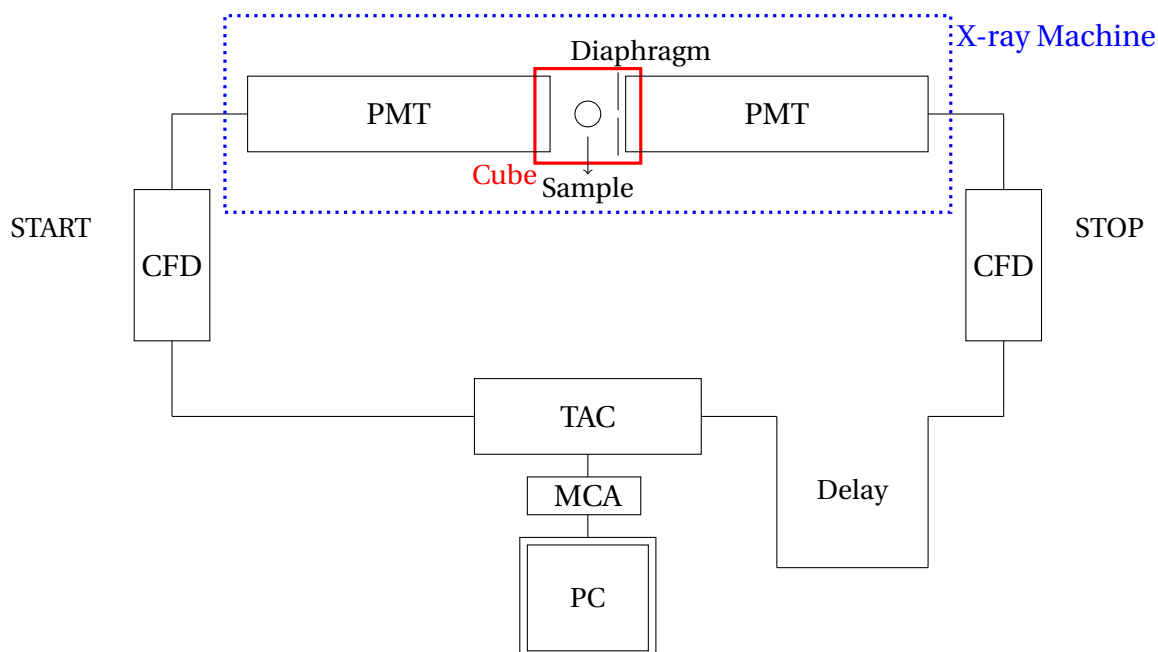 X-ray Machine
Diaphragm
PMT
PMT
Cube
Sample
START
STOP
CFD
CFD
TAC
MCA
Delay
PC